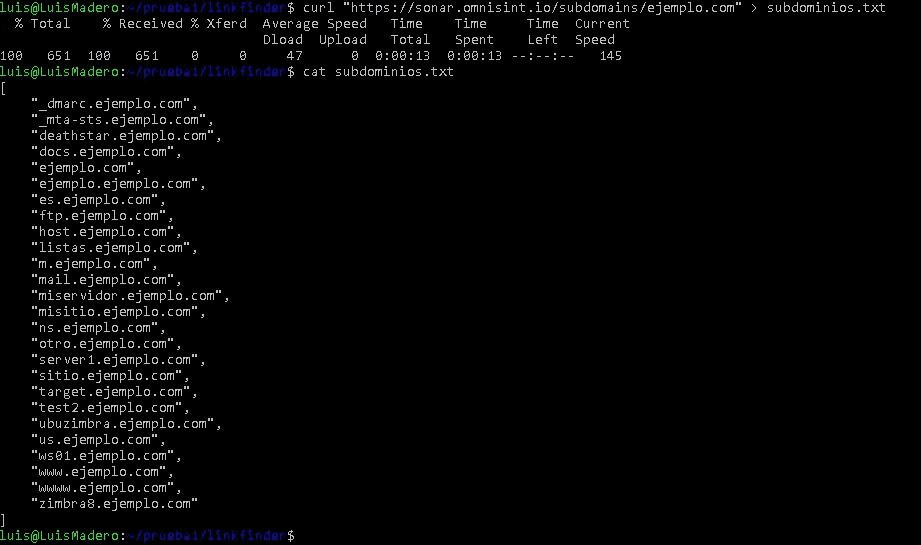 luis@LuisMadero:~/prueba1/linkfinder$ curl "https://sonar.omnisint.io/subdomains/ejemplo.com" > subdominios.txt
  % Total    % Received % Xferd  Average Speed   Time    Time     Time  Current
                                 Dload  Upload   Total   Spent    Left  Speed
100   651  100   651    0     0     47      0  0:00:13  0:00:13 --:--:--   145
luis@LuisMadero:~/prueba1/linkfinder$ cat subdominios.txt
[
    "_dmarc.ejemplo.com",
    "_mta-sts.ejemplo.com",
    "deathstar.ejemplo.com",
    "docs.ejemplo.com",
    "ejemplo.com",
    "ejemplo.ejemplo.com",
    "es.ejemplo.com",
    "ftp.ejemplo.com",
    "host.ejemplo.com",
    "listas.ejemplo.com",
    "m.ejemplo.com",
    "mail.ejemplo.com",
    "miservidor.ejemplo.com",
    "misitio.ejemplo.com",
    "ns.ejemplo.com",
    "otro.ejemplo.com",
    "server1.ejemplo.com",
    "sitio.ejemplo.com",
    "target.ejemplo.com",
    "test2.ejemplo.com",
    "ubuzimbra.ejemplo.com",
    "us.ejemplo.com",
    "ws01.ejemplo.com",
    "www.ejemplo.com",
    "wwww.ejemplo.com",
    "zimbra8.ejemplo.com"
]
luis@LuisMadero:~/prueba1/linkfinder$